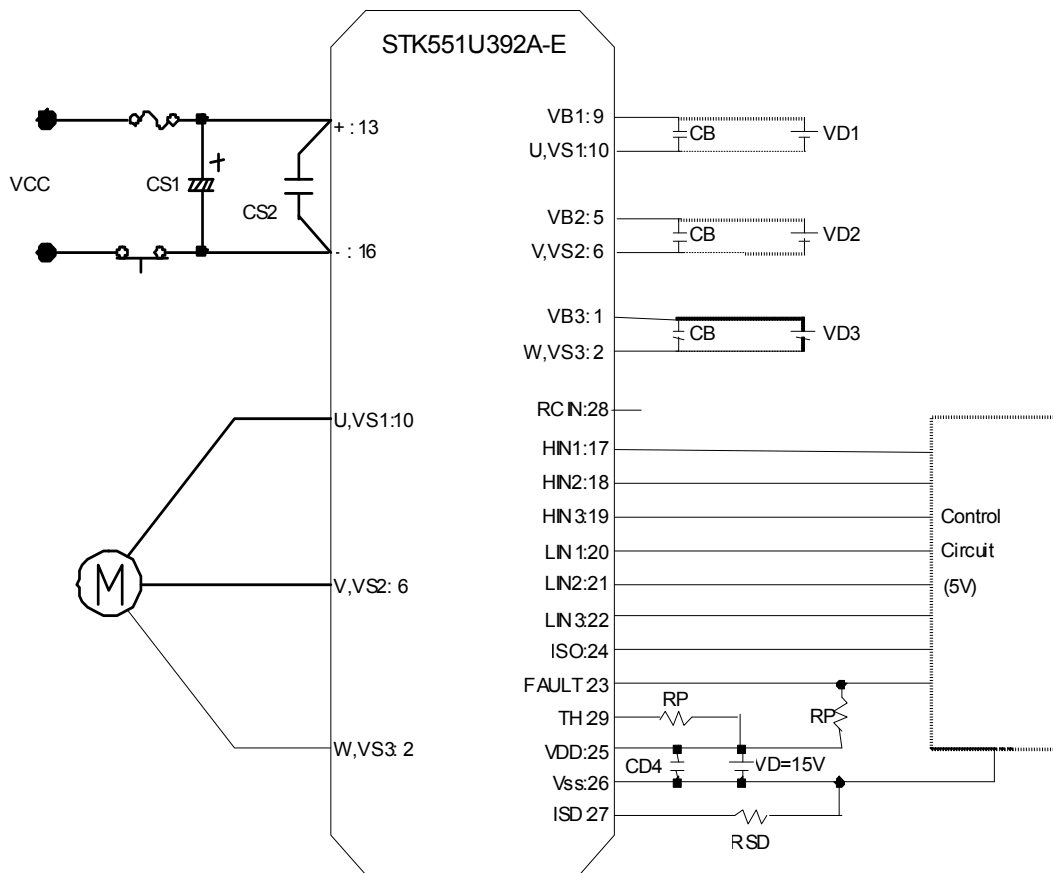 STK551U392A-E
VCC
CS1
+
CS2
+ : 13
- : 16
U,VS1:10
V,VS2: 6
W,VS3: 2
M
VB1: 9
U,VS1:10
CB
VD1
VB2: 5
V,VS2: 6
CB
VD2
VB3: 1
W,VS3: 2
CB
VD3
RCIN:28
HIN1:17
HIN2:18
HIN3:19
LIN1:20
LIN2:21
LIN3:22
ISO:24
FAULT:23
TH:29
VDD:25
Vss:26
ISD:27
RP
RP
CD4
VD=15V
RSD
Control
Circuit
(5V)